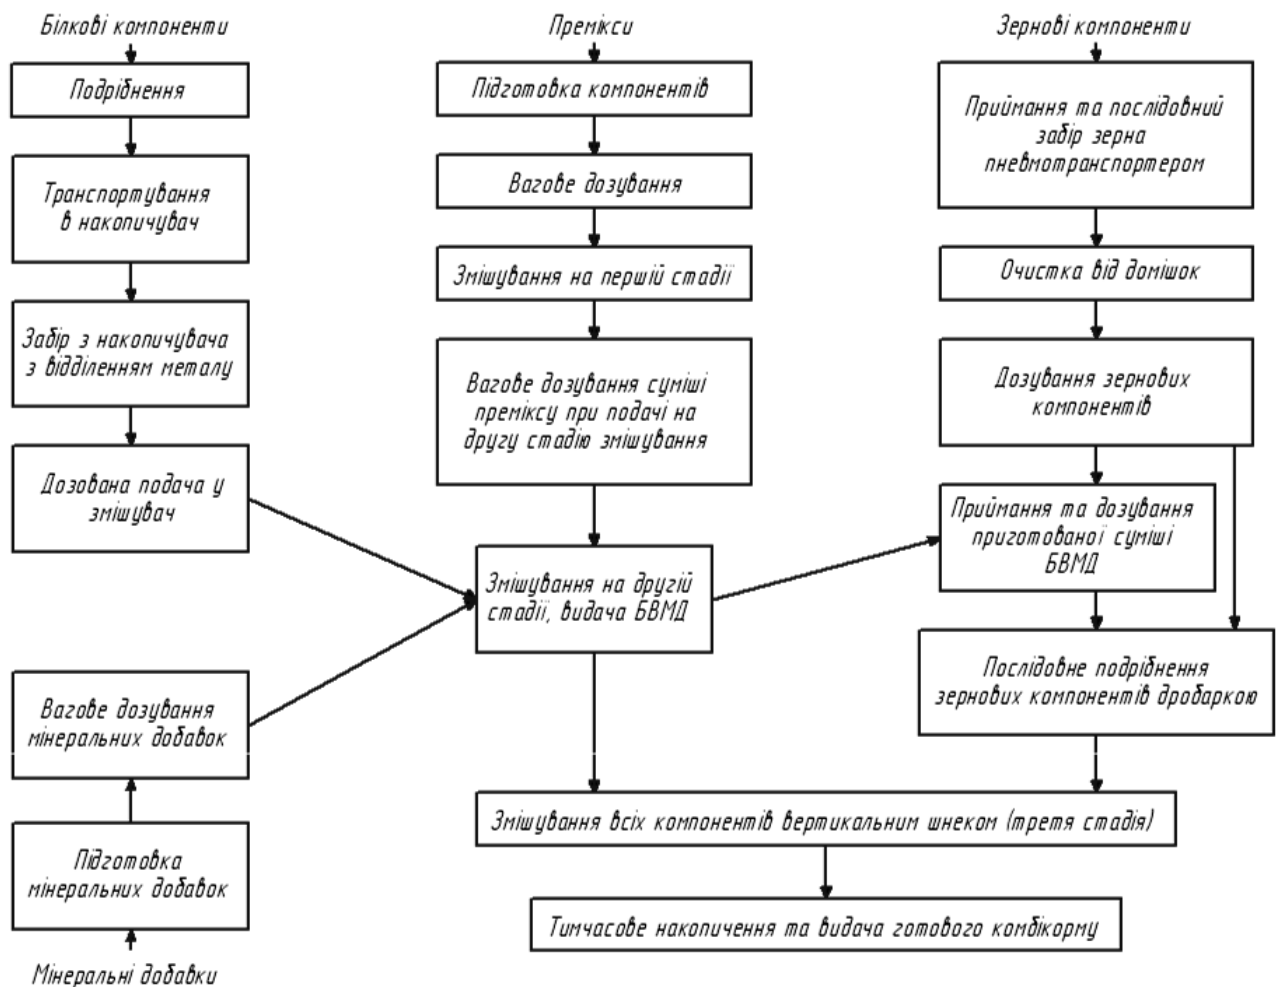 Білкові компоненти
Подрібнення
Транспортування
в накопичувач
Забір з накопичувача
з відділенням металу
Дозована подача у
змішувач
Вагове дозування
мінеральних добавок
Підготовка
мінеральних добавок
Мінеральні добавки
Премікси
Підготовка компонентів
Вагове дозування
Змішування на першій стадії
Вагове дозування суміші
преміксу при подачі на
другу стадію змішування
Змішування на другій
стадії, видача БВМД
Зернові компоненти
Приймання та послідовний
забір зерна
пневмотранспортером
Очистка від домішок
Дозування зернових
компонентів
Приймання та дозування
приготованої суміші
БВМД
Послідовне подрібнення
зернових компонентів дробаркою
Змішування всіх компонентів вертикальним шнеком (третя стадія)
Тимчасове накопичення та видача готового комбікорму